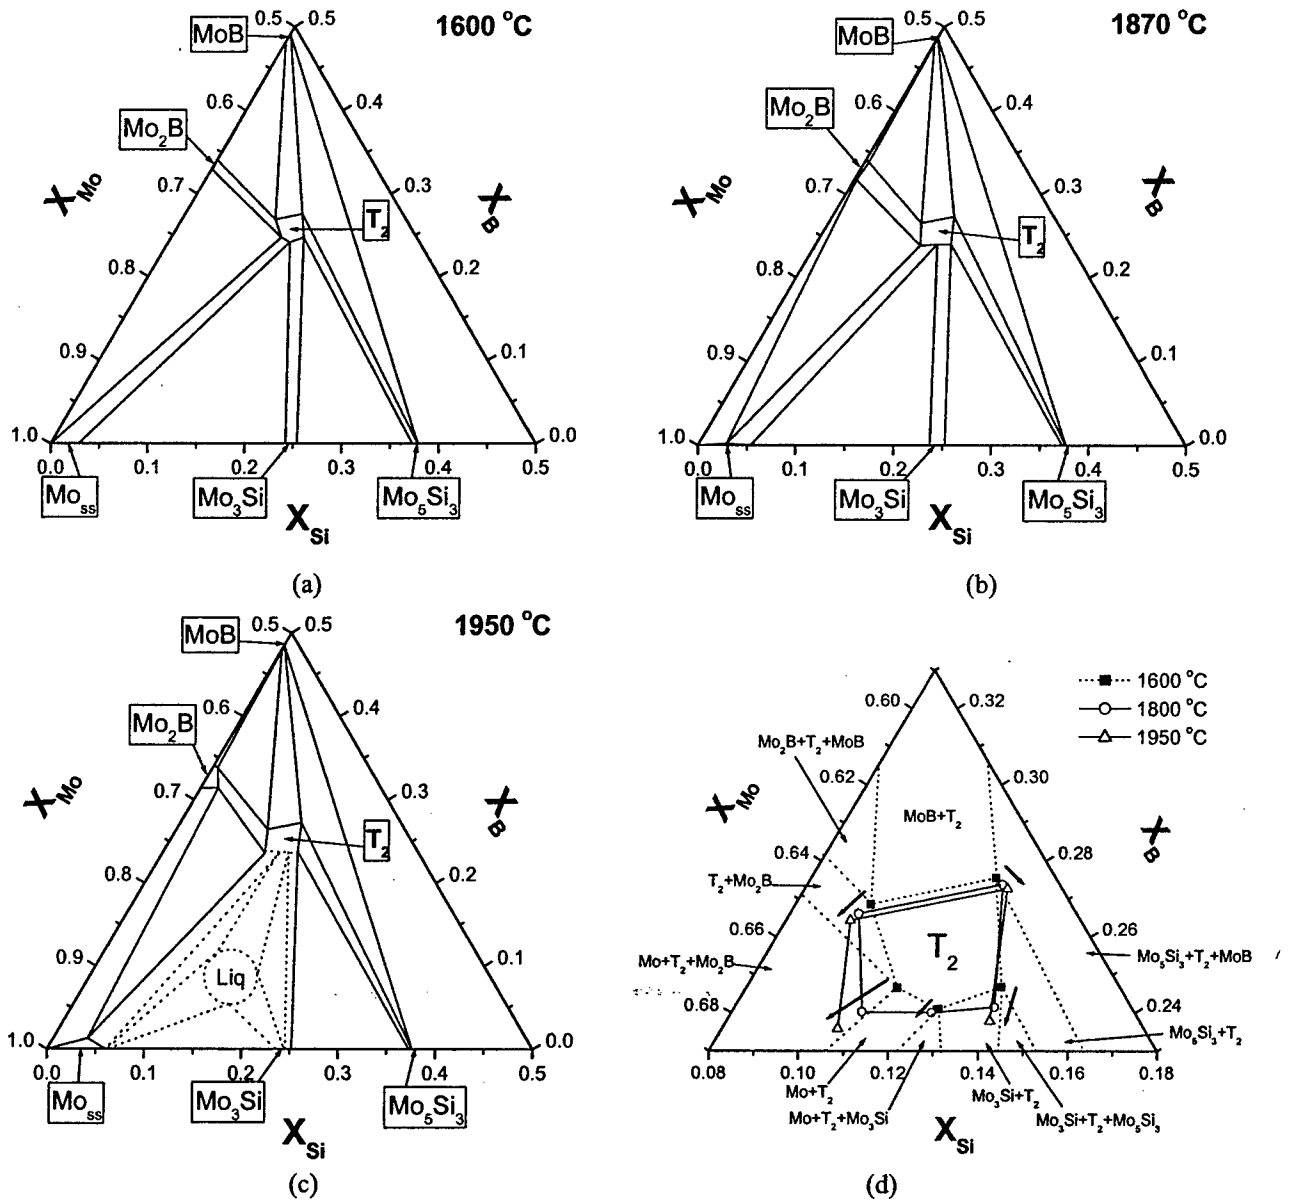 1600 °C
0.5 0.5
MoB
0.6
0.4
Mo2B
0.7
0.3
XMo
XB
T2
0.8
0.2
0.9
0.1
1.0
0.0
0.0 0.1 0.2 0.3 0.4 0.5
Moss
Mo3Si
Mo5Si3
XSi
(a)
1870 °C
0.5 0.5
MoB
0.6
0.4
Mo2B
0.7
0.3
XMo
XB
T2
0.8
0.2
0.9
0.1
1.0
0.0
0.0 0.1 0.2 0.3 0.4 0.5
Moss
Mo3Si
Mo5Si3
XSi
(b)
1950 °C
0.5 0.5
MoB
0.6
0.4
Mo2B
0.7
0.3
XMo
XB
T2
0.8
0.2
0.9
0.1
Liq
1.0
0.0
0.0 0.1 0.2 0.3 0.4 0.5
Moss
Mo3Si
Mo5Si3
XSi
(c)
1600 °C
1800 °C
1950 °C
0.60
0.32
Mo2B+T2+MoB
0.62
0.30
XMo
XB
MoB+T2
0.64
0.28
T2+Mo2B
0.66
0.26
T2
Mo+T2+Mo2B
Mo5Si3+T2+MoB
0.68
0.24
Mo5Si3+T2
0.08 0.10 0.12 0.14 0.16 0.18
Mo+T2
Mo3Si+T2
Mo+T2+Mo3Si
Mo3Si+T2+Mo5Si3
XSi
(d)